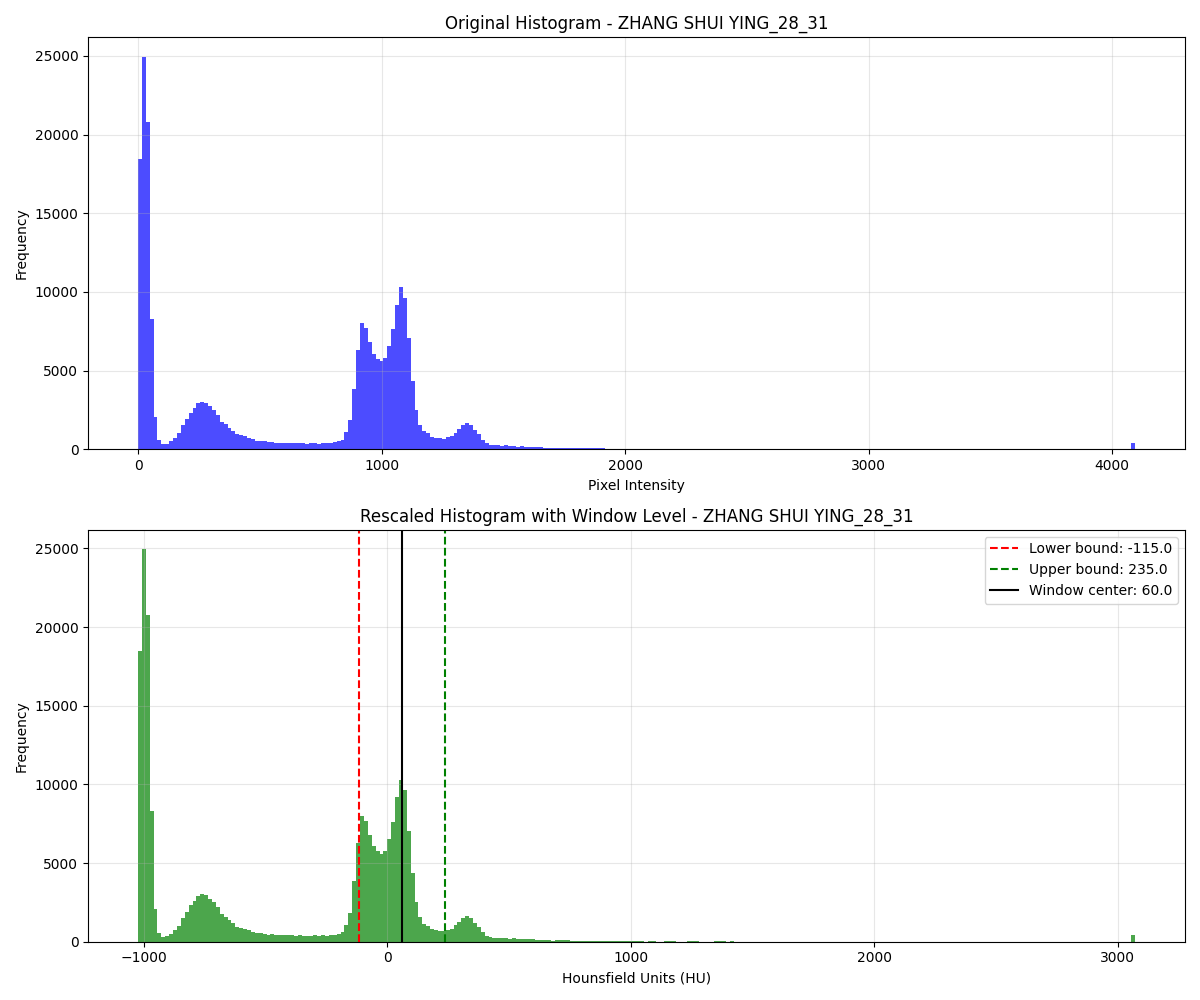 Original Histogram - ZHANG SHUI YING_28_31
25000
20000
15000
10000
5000
0
Frequency
0 1000 2000 3000 4000
Pixel Intensity
Rescaled Histogram with Window Level - ZHANG SHUI YING_28_31
Lower bound: -115.0
Upper bound: 235.0
Window center: 60.0
25000
20000
15000
10000
5000
0
Frequency
−1000 0 1000 2000 3000
Hounsfield Units (HU)